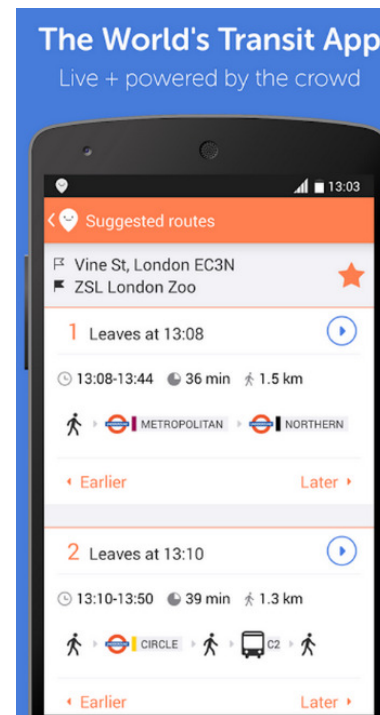 The World's Transit App
Live + powered by the crowd
13:03
Suggested routes
Vine St, London EC3N
ZSL London Zoo
1 Leaves at 13:08
13:08-13:44 36 min 1.5 km
METROPOLITAN NORTHERN
Earlier Later
2 Leaves at 13:10
13:10-13:50 39 min 1.3 km
CIRCLE C2
Earlier Later